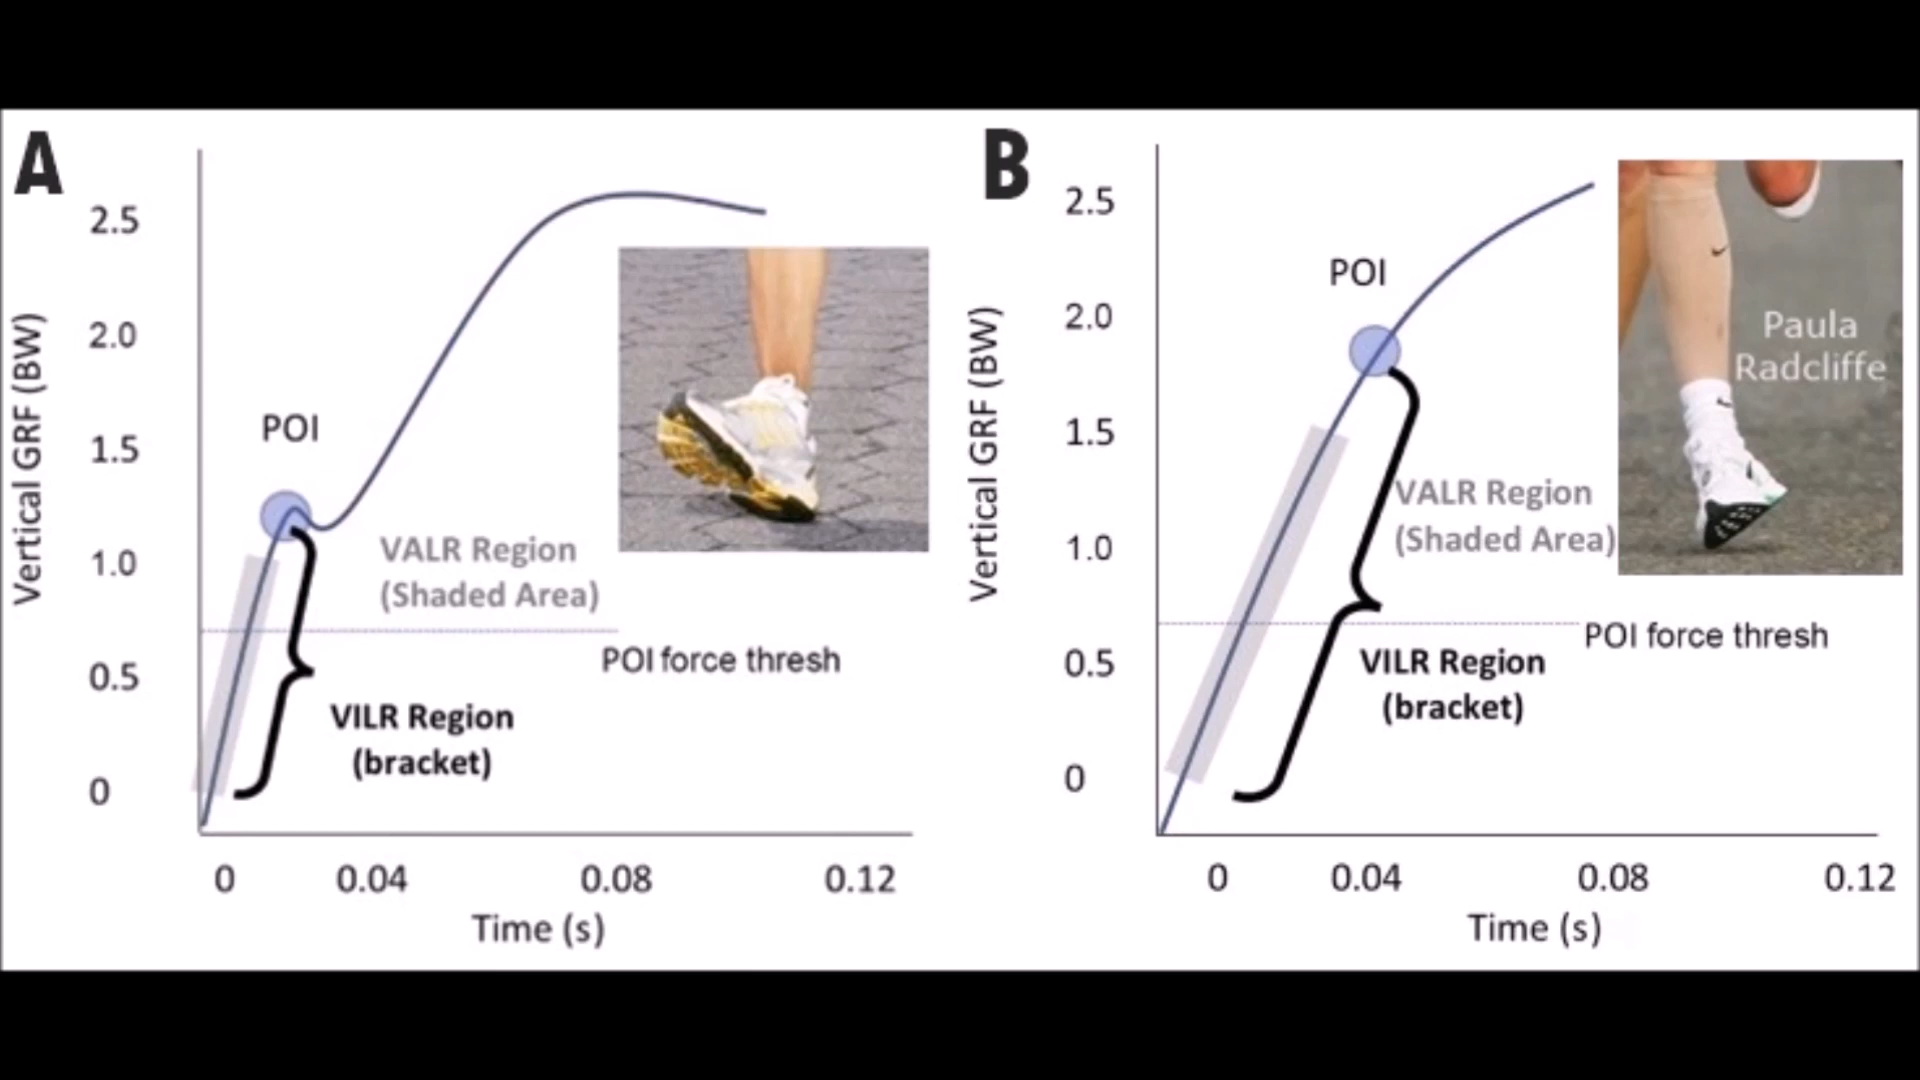 A
Vertical GRF (BW)
2.5
2.0
1.5
1.0
0.5
0
POI
VALR Region
(Shaded Area)
POI force thresh
VILR Region
(bracket)
0 0.04 0.08 0.12
Time (s)
B
Vertical GRF (BW)
2.5
2.0
1.5
1.0
0.5
0
POI
Paula
Radcliffe
VALR Region
(Shaded Area)
POI force thresh
VILR Region
(bracket)
0 0.04 0.08 0.12
Time (s)